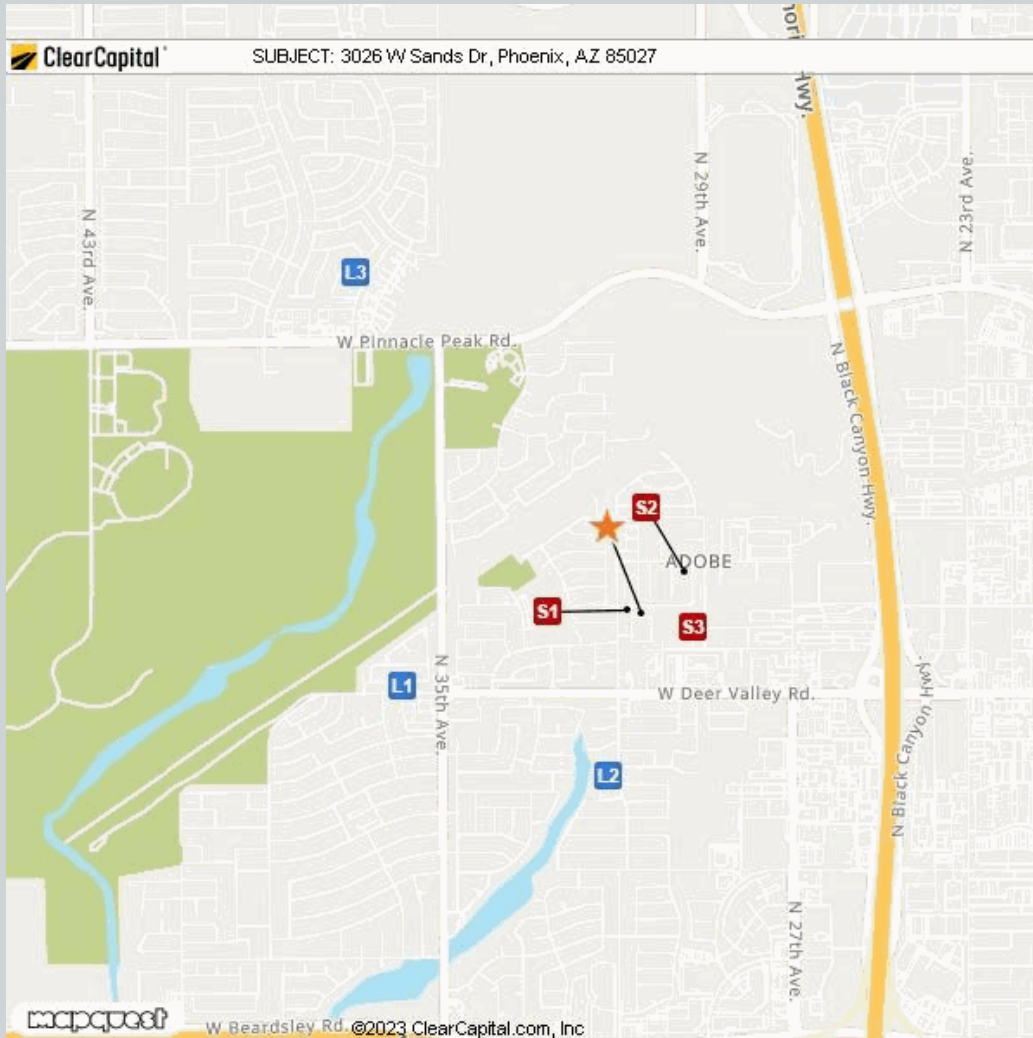 ClearCapital
SUBJECT: 3026 W Sands Dr, Phoenix, AZ 85027
Hwy.
N 29th Ave.
N 23rd Ave.
N 43rd Ave.
L3
W Pinnacle Peak Rd.
N Black Canyon Hwy.
S2
ADOBE
S1
S3
N 35th Ave.
L1
W Deer Valley Rd.
N Black Canyon Hwy.
L2
N 27th Ave.
mapquest
W Beardsley Rd.
©2023 ClearCapital.com, Inc